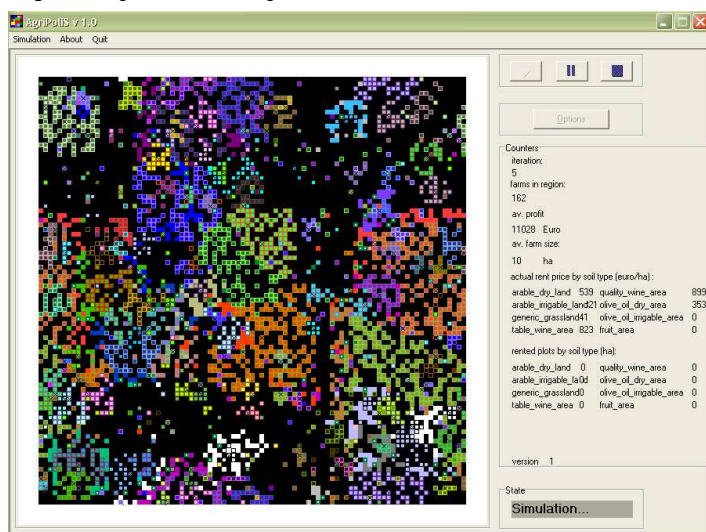 AgriPoliS v 1.0
Simulation About Quit
Options
Counters
iteration:
5
farms in region:
162
av. profit
11028 Euro
av. farm size:
10 ha
actual rent price by soil type (euro/ha):
arable_dry_land 539 quality_wine_area 899
arable_irrigable_land21 olive_oil_dry_area 353
generic_grassland41 olive_oil_irrigable_area 0
table_wine_area 823 fruit_area 0
rented plots by soil type (ha):
arable_dry_land 0 quality_wine_area 0
arable_irrigable_la0d olive_oil_dry_area 0
generic_grassland0 olive_oil_irrigable_area 0
table_wine_area 0 fruit_area 0
version 1
State
Simulation...